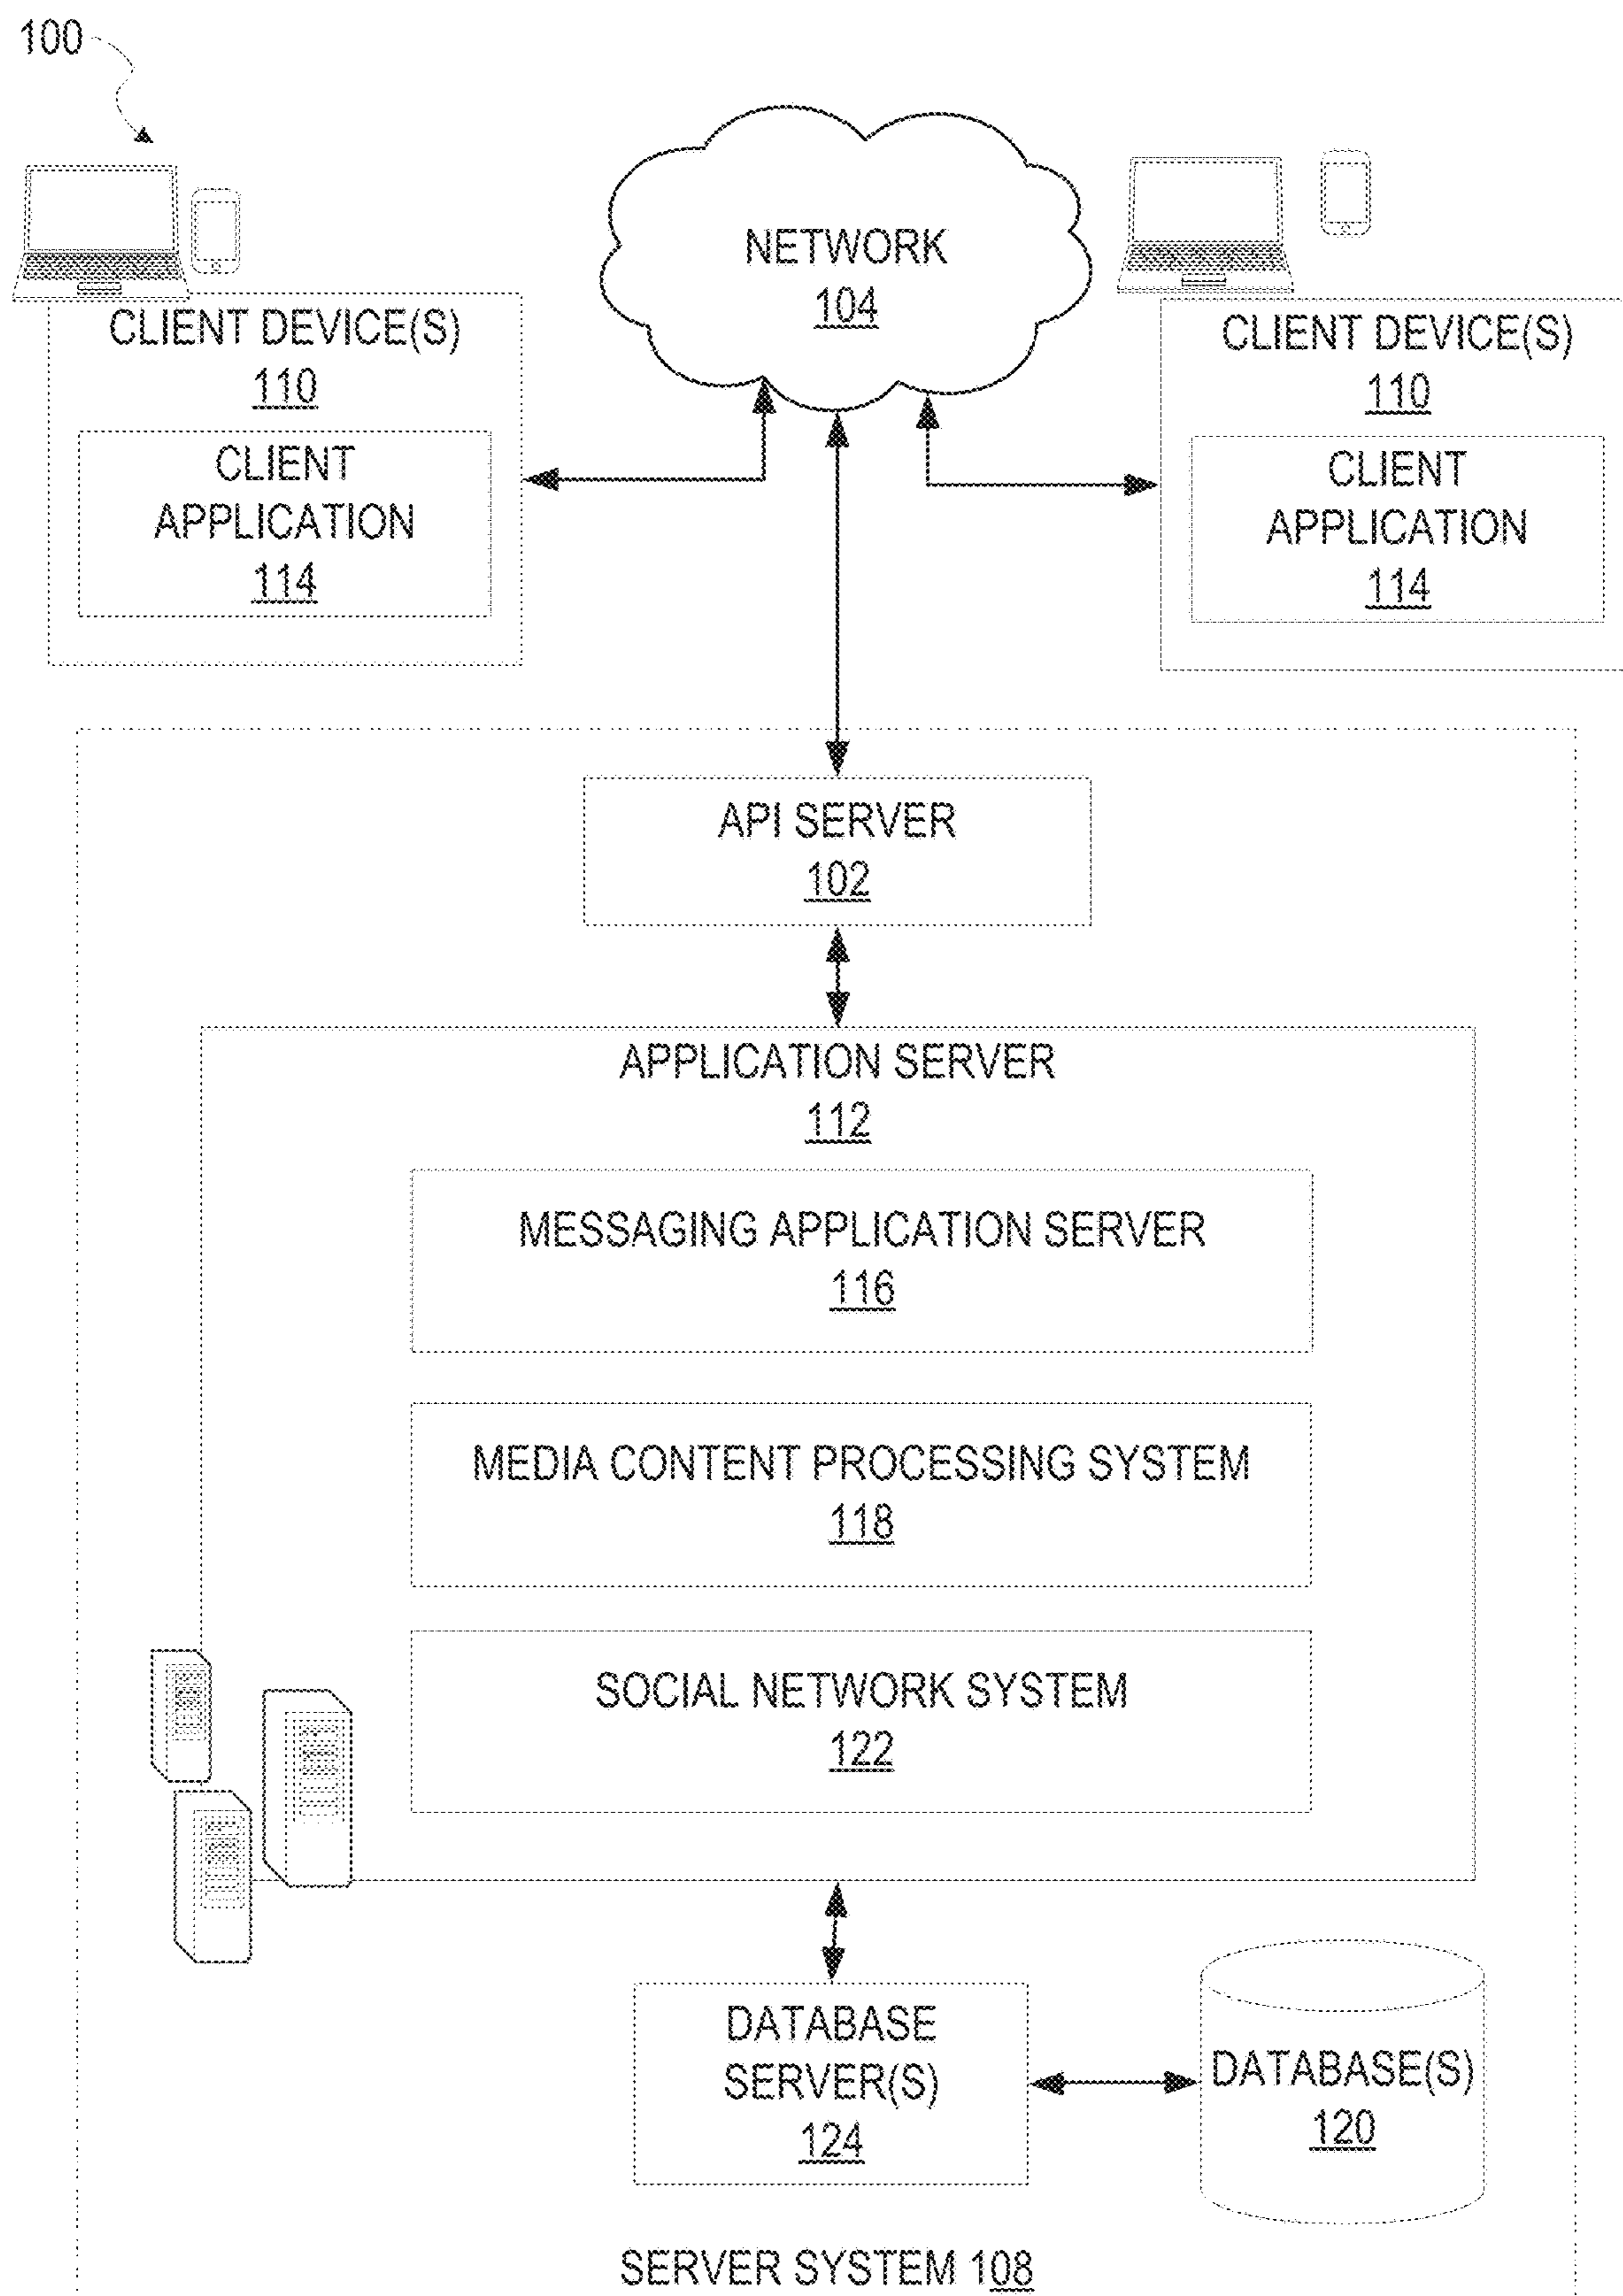 100
NETWORK
104
CLIENT DEVICE(S)
110
CLIENT
APPLICATION
114
CLIENT DEVICE(S)
110
CLIENT
APPLICATION
114
API SERVER
102
APPLICATION SERVER
112
MESSAGING APPLICATION SERVER
116
MEDIA CONTENT PROCESSING SYSTEM
118
SOCIAL NETWORK SYSTEM
122
DATABASE
SERVER(S)
124
DATABASE(S)
120
SERVER SYSTEM 108